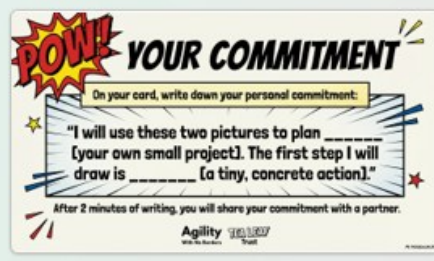 POW!
YOUR COMMITMENT
On your card, write down your personal commitment:
"I will use these two pictures to plan ______
(your own small project). The first step I will
draw is _______ (a tiny, concrete action)."
After 2 minutes of writing, you will share your commitment with a partner.
Agility TEA LEAF
With No Borders Trust